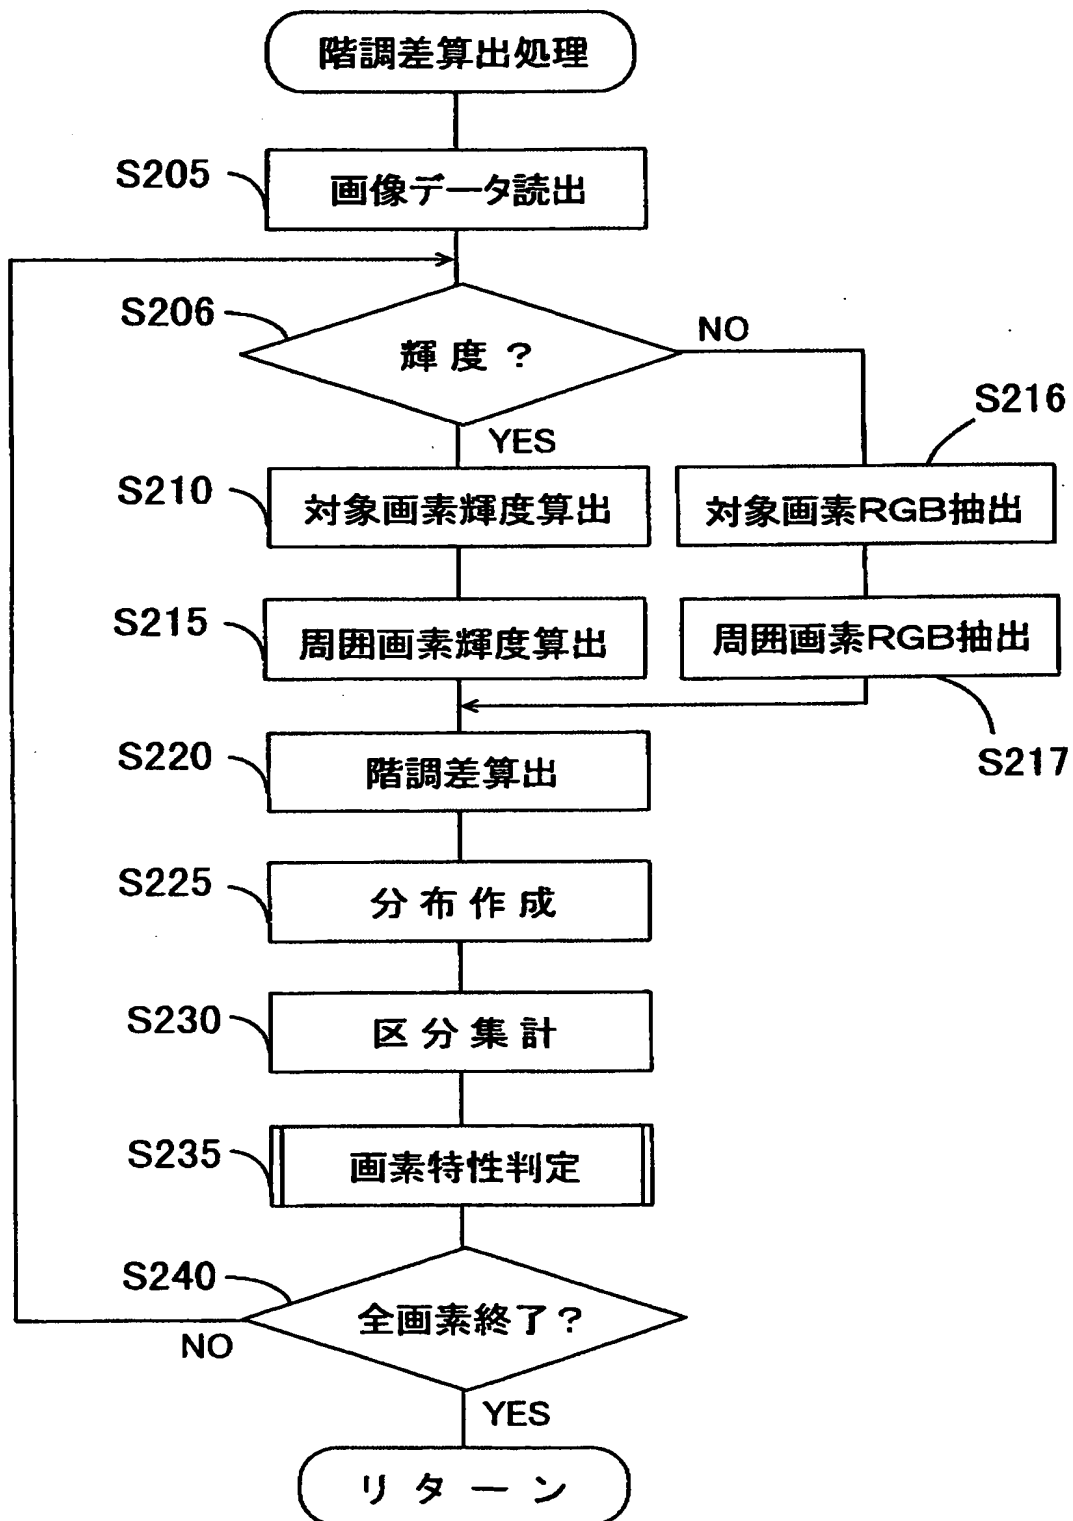 階調差算出処理
S205
画像データ読出
S206
輝度?
NO
YES
S216
S210
対象画素輝度算出
対象画素RGB抽出
S215
周囲画素輝度算出
周囲画素RGB抽出
S217
S220
階調差算出
S225
分布作成
S230
区分集計
S235
画素特性判定
S240
全画素終了?
NO
YES
リターン